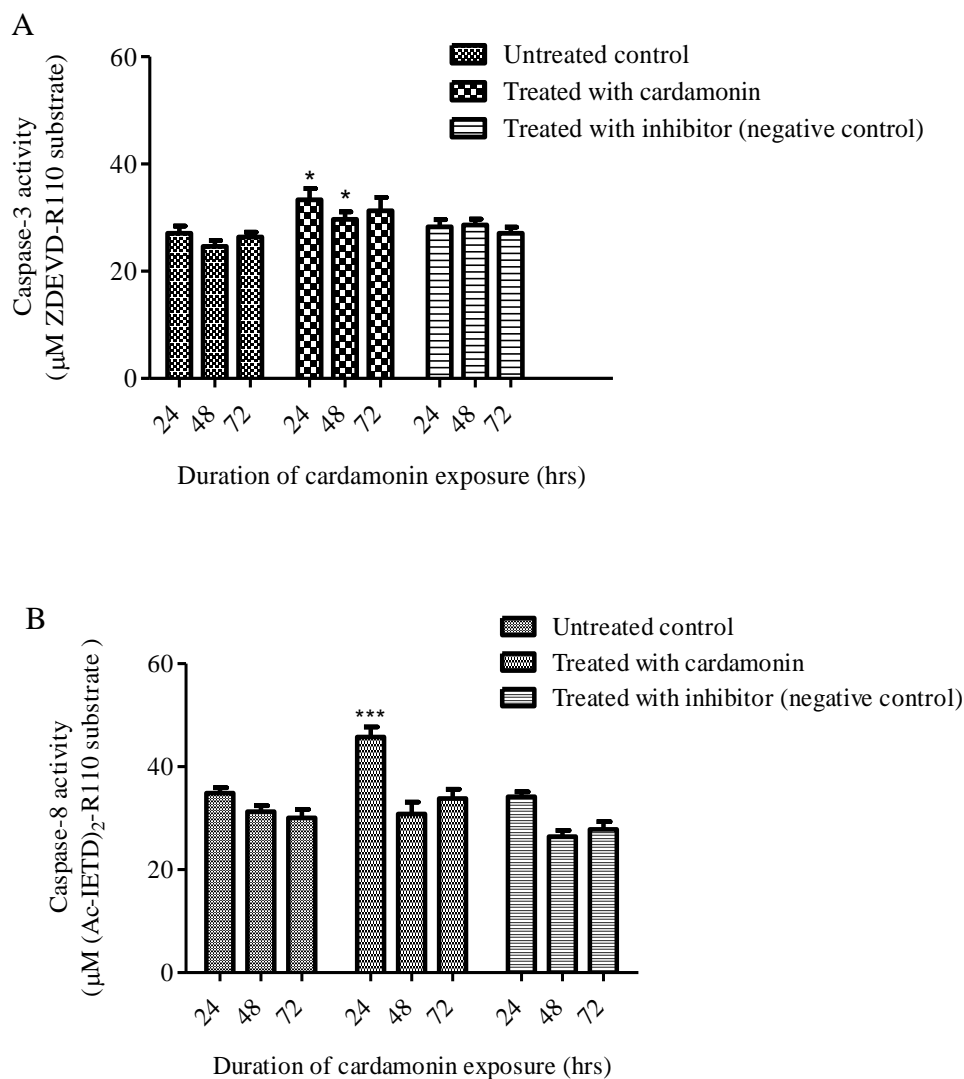 A
Untreated control
Treated with cardamonin
Treated with inhibitor (negative control)
Caspase-3 activity
(µM ZDEVD-R110 substrate)
60
40
20
0
* *
24 48 72 24 48 72 24 48 72
Duration of cardamonin exposure (hrs)
B
Untreated control
Treated with cardamonin
Treated with inhibitor (negative control)
Caspase-8 activity
(µM (Ac-IETD)₂-R110 substrate )
60
40
20
0
***
24 48 72 24 48 72 24 48 72
Duration of cardamonin exposure (hrs)